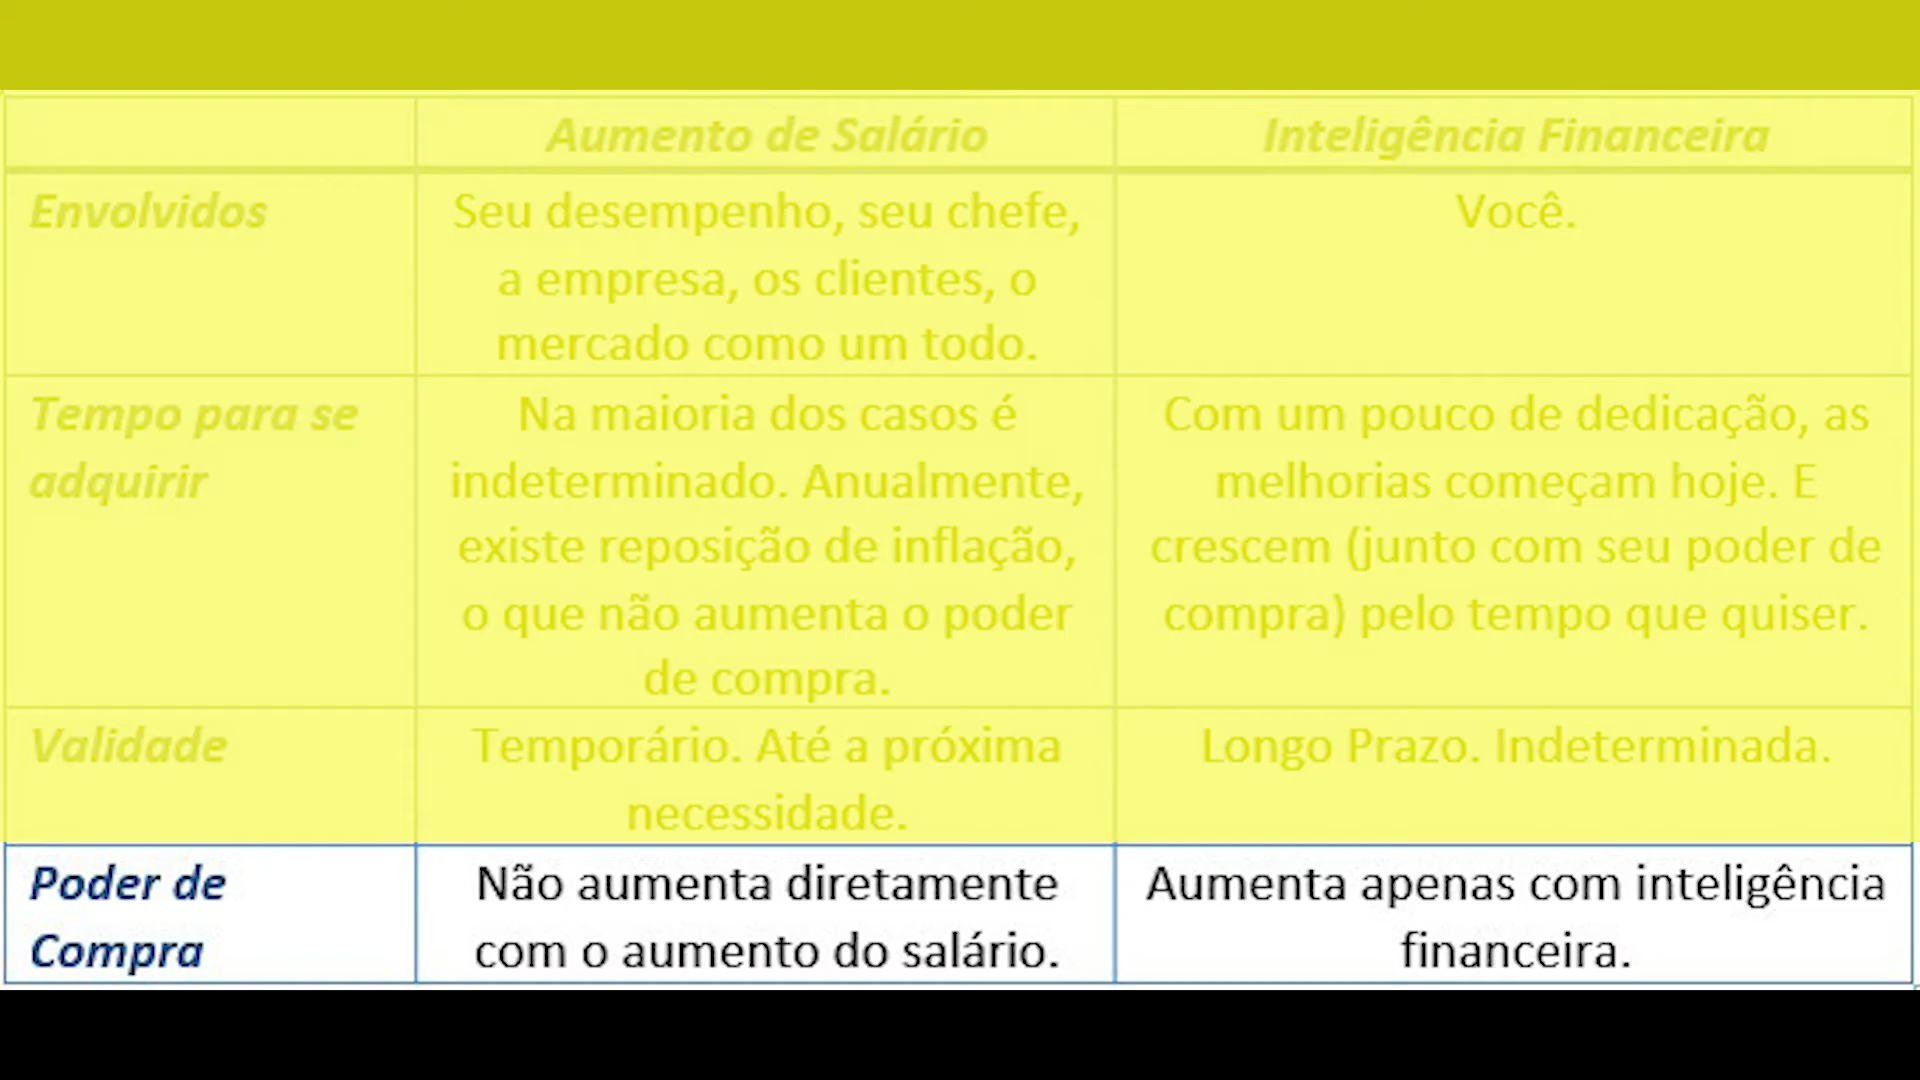 Aumento de Salário
Inteligência Financeira
Envolvidos
Seu desempenho, seu chefe,
a empresa, os clientes, o
mercado como um todo.
Você.
Tempo para se
adquirir
Na maioria dos casos é
indeterminado. Anualmente,
existe reposição de inflação,
o que não aumenta o poder
de compra.
Com um pouco de dedicação, as
melhorias começam hoje. E
crescem (junto com seu poder de
compra) pelo tempo que quiser.
Validade
Temporário. Até a próxima
necessidade.
Longo Prazo. Indeterminada.
Poder de
Compra
Não aumenta diretamente
com o aumento do salário.
Aumenta apenas com inteligência
financeira.